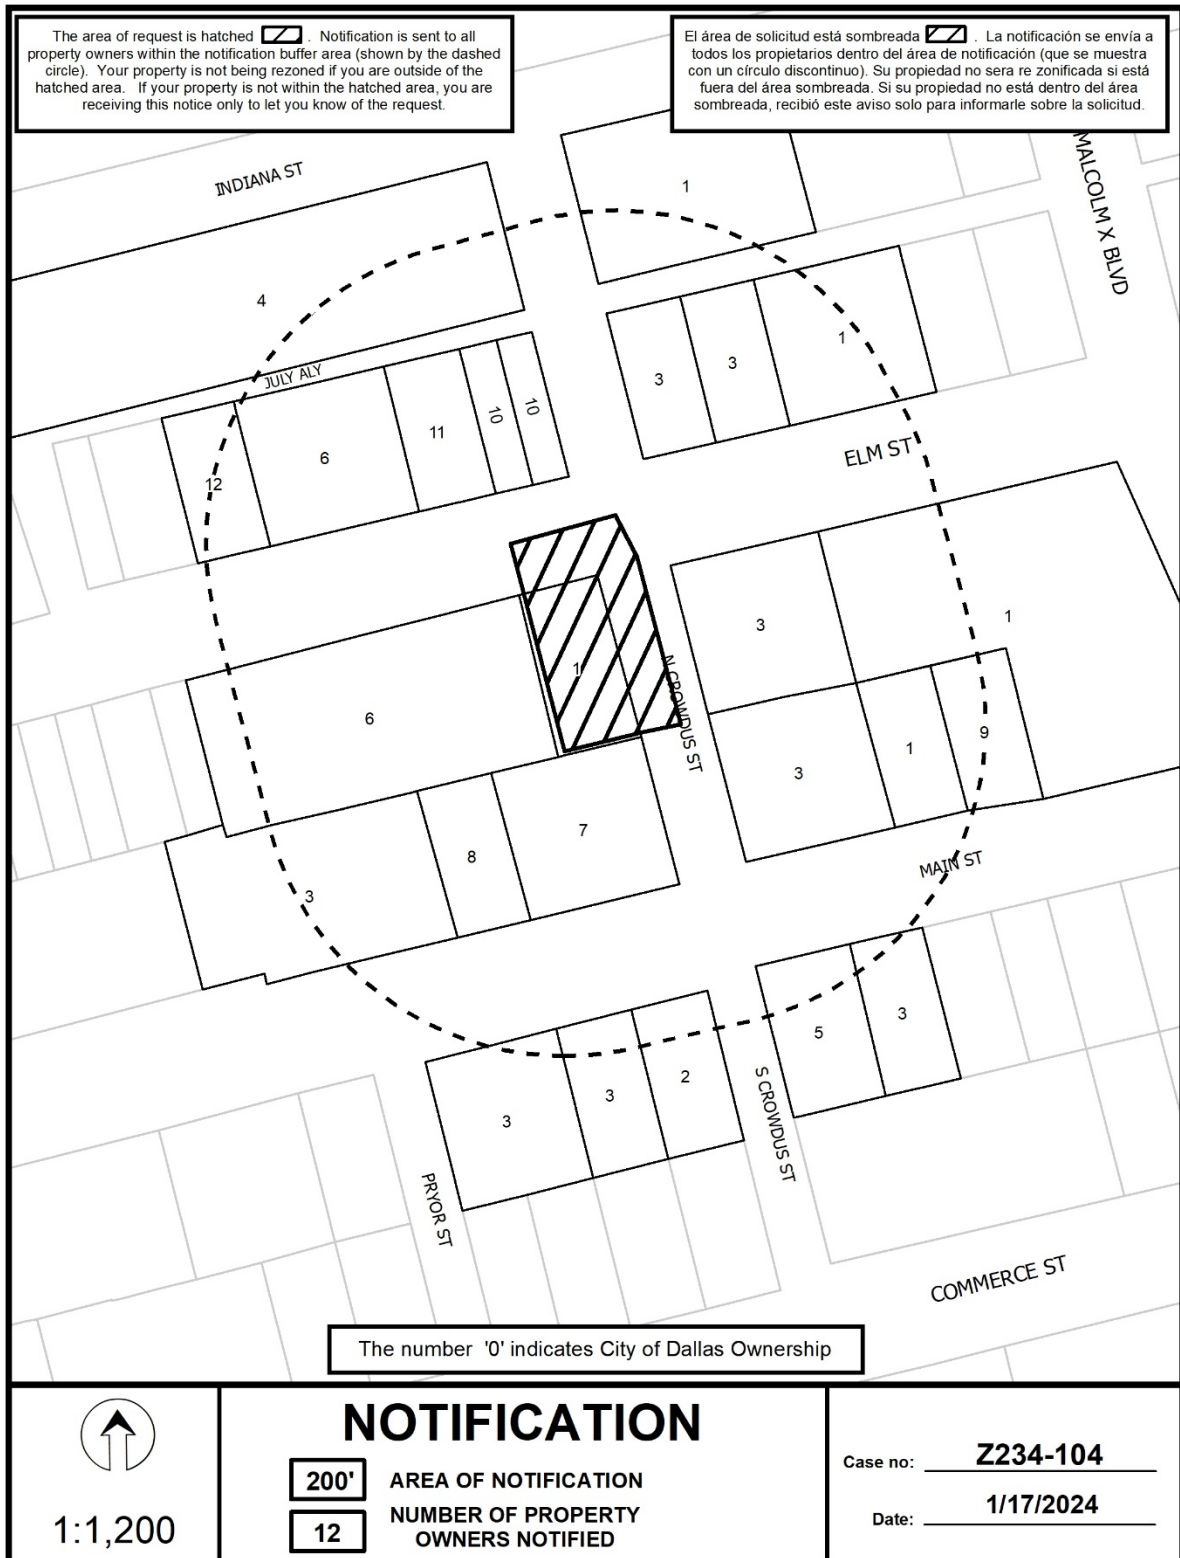 The area of request is hatched . Notification is sent to all
property owners within the notification buffer area (shown by the dashed
circle). Your property is not being rezoned if you are outside of the
hatched area. If your property is not within the hatched area, you are
receiving this notice only to let you know of the request.
El área de solicitud está sombreada . La notificación se envía a
todos los propietarios dentro del área de notificación (que se muestra
con un círculo discontinuo). Su propiedad no sera re zonificada si está
fuera del área sombreada. Si su propiedad no está dentro del área
sombreada, recibió este aviso solo para informarle sobre la solicitud.
INDIANA ST
MALCOLM X BLVD
1
4
JULY ALY
3
3
1
12
6
11
10
10
ELM ST
3
1
1
N CROWDUS ST
6
3
1
9
7
8
3
MAIN ST
5
3
3
3
2
S CROWDUS ST
PRYOR ST
COMMERCE ST
The number '0' indicates City of Dallas Ownership
1:1,200
NOTIFICATION
200' AREA OF NOTIFICATION
12 NUMBER OF PROPERTY
OWNERS NOTIFIED
Case no: Z234-104
Date: 1/17/2024